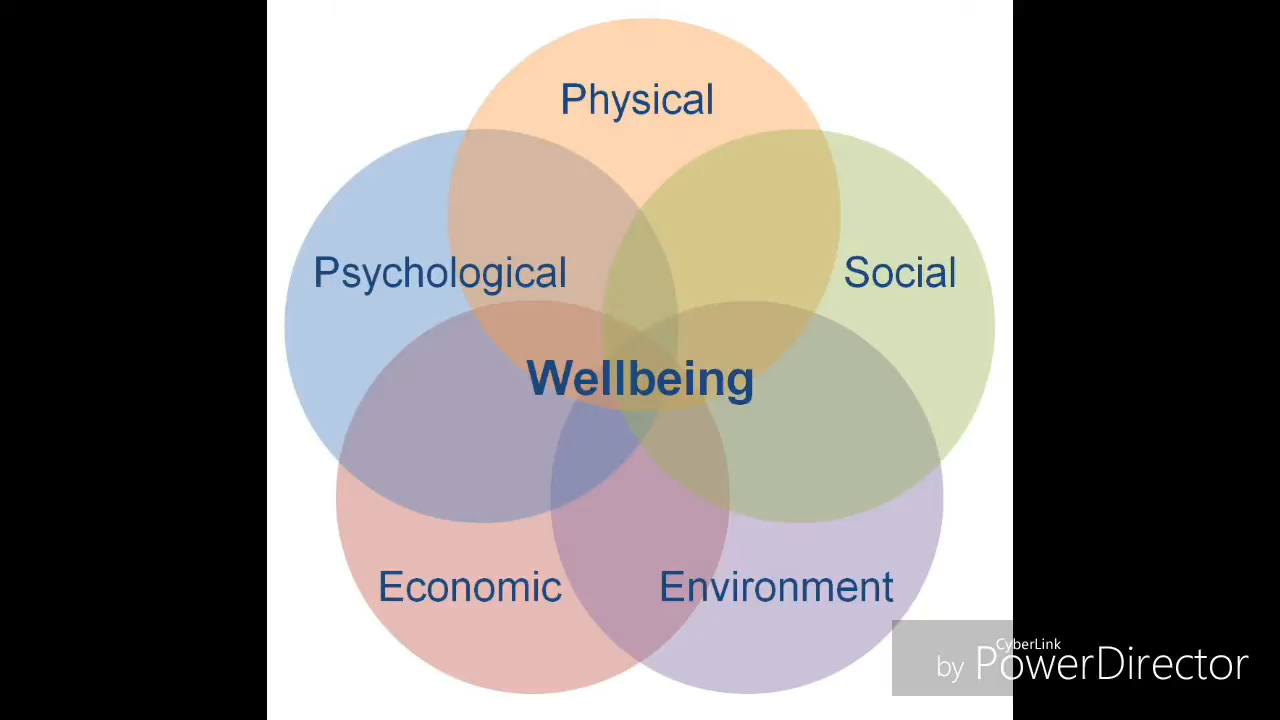 Physical
Psychological
Social
Wellbeing
Economic
Environment
CyberLink
by PowerDirector